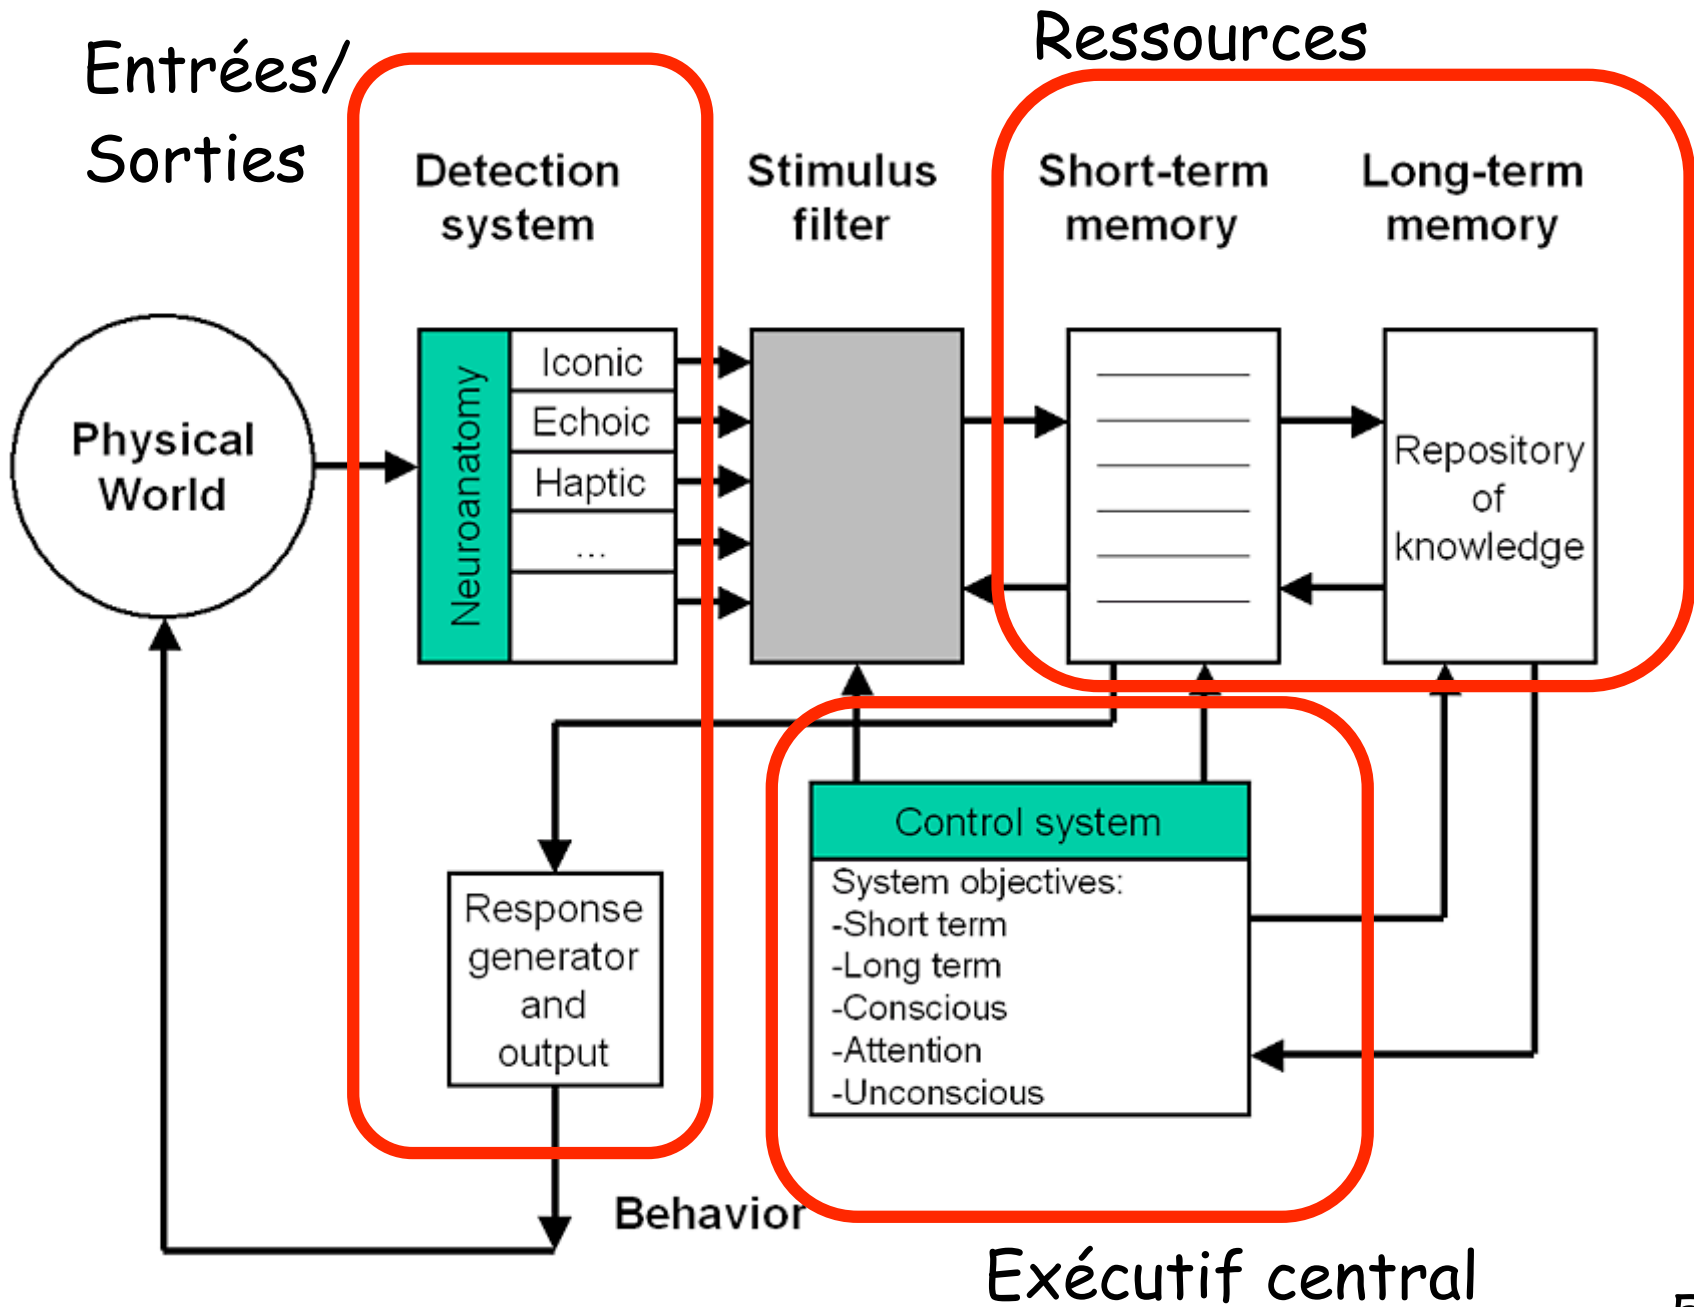 Entrées/
Sorties
Ressources
Detection
system
Stimulus
filter
Short-term
memory
Long-term
memory
Physical
World
Neuroanatomy
Iconic
Echoic
Haptic
...
Repository
of
knowledge
Control system
System objectives:
-Short term
-Long term
-Conscious
-Attention
-Unconscious
Response
generator
and
output
Behavior
Exécutif central